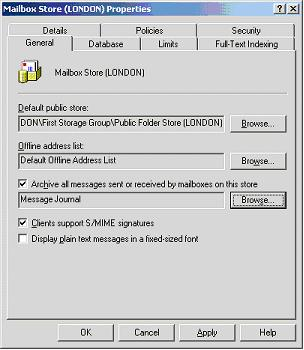 Mailbox Store (LONDON) Properties
Details Policies Security
General Database Limits Full-Text Indexing
Mailbox Store (LONDON)
Default public store:
DON\First Storage Group\Public Folder Store (LONDON)
Browse...
Offline address list:
Default Offline Address List
Browse...
Archive all messages sent or received by mailboxes on this store
Message Journal
Browse...
Clients support S/MIME signatures
Display plain text messages in a fixed-sized font
OK Cancel Apply Help